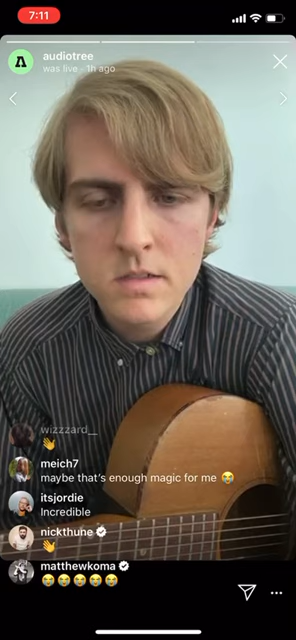 7:11
audiotree
was live · 1h ago
wizzzard__
👋
meich7
maybe that's enough magic for me 😭
itsjordie
Incredible
nickthune
👋
matthewkoma
😭😭😭😭😭